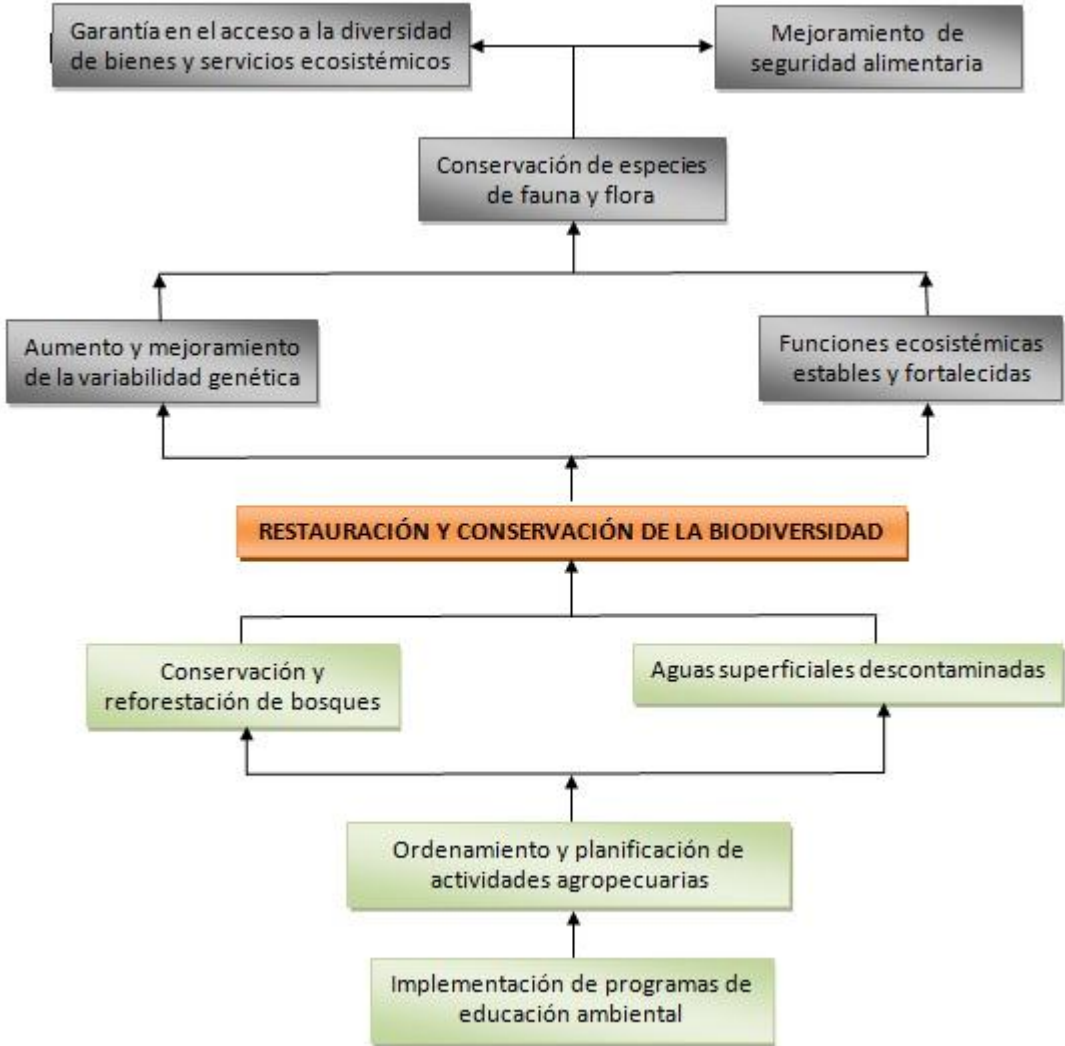 Garantía en el acceso a la diversidad
de bienes y servicios ecosistémicos
Mejoramiento de
seguridad alimentaria
Conservación de especies
de fauna y flora
Aumento y mejoramiento
de la variabilidad genética
Funciones ecosistémicas
estables y fortalecidas
RESTAURACIÓN Y CONSERVACIÓN DE LA BIODIVERSIDAD
Conservación y
reforestación de bosques
Aguas superficiales descontaminadas
Ordenamiento y planificación de
actividades agropecuarias
Implementación de programas de
educación ambiental